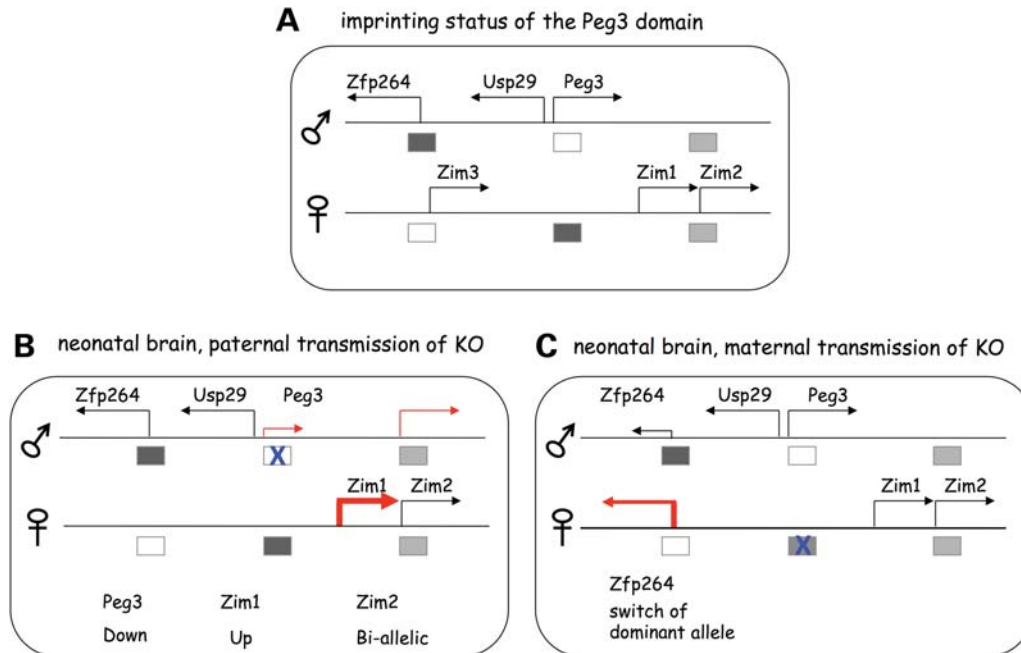 A imprinting status of the Peg3 domain
Zfp264 Usp29 Peg3
♂
Zim3 Zim1 Zim2
♀
B neonatal brain, paternal transmission of KO
Zfp264 Usp29 Peg3
♂
X
Zim1 Zim2
♀
Peg3 Zim1 Zim2
Down Up Bi-allelic
C neonatal brain, maternal transmission of KO
Zfp264 Usp29 Peg3
♂
Zim1 Zim2
♀
X
Zfp264
switch of
dominant allele